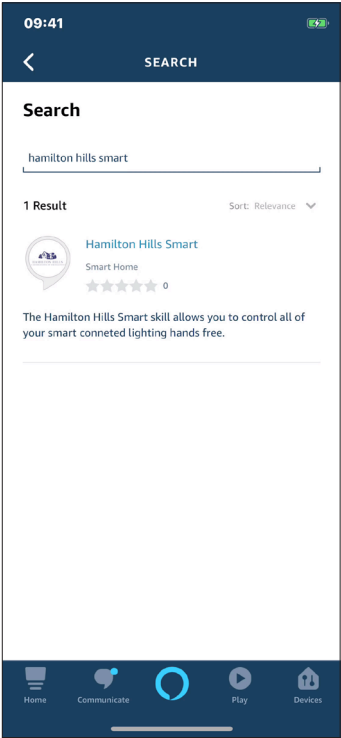 09:41
SEARCH
Search
hamilton hills smart
1 Result
Sort: Relevance
Hamilton Hills Smart
HAMILTON HILLS
Smart Home
0
The Hamilton Hills Smart skill allows you to control all of
your smart conneted lighting hands free.
Home
Communicate
Play
Devices